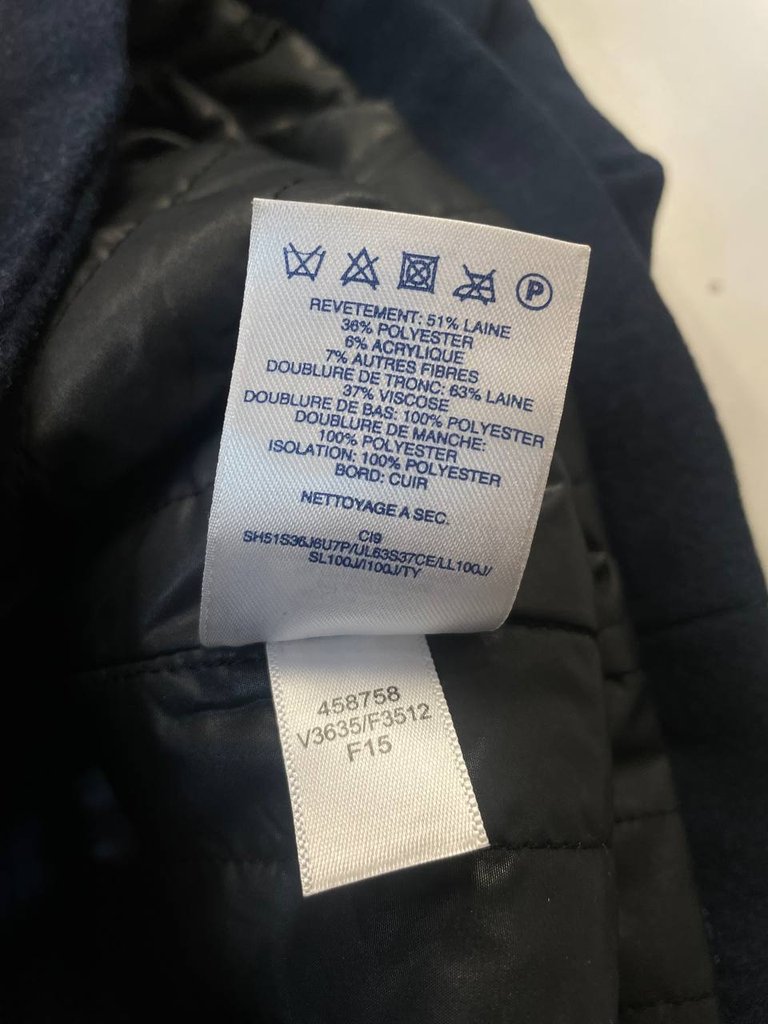 P
REVETEMENT: 51% LAINE
36% POLYESTER
6% ACRYLIQUE
7% AUTRES FIBRES
DOUBLURE DE TRONC: 63% LAINE
37% VISCOSE
DOUBLURE DE BAS: 100% POLYESTER
DOUBLURE DE MANCHE:
100% POLYESTER
ISOLATION: 100% POLYESTER
BORD: CUIR
NETTOYAGE A SEC.
CI9
SH51S36J6U7P/UL63S37CE/LL100J/
SL100J/I100J/TY
458758
V3635/F3512
F15